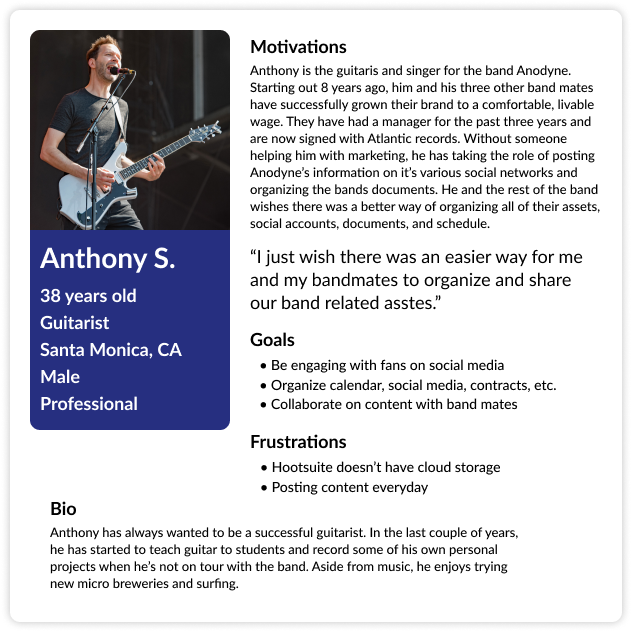 Anthony S.
38 years old
Guitarist
Santa Monica, CA
Male
Professional
Motivations
Anthony is the guitaris and singer for the band Anodyne.
Starting out 8 years ago, him and his three other band mates
have successfully grown their brand to a comfortable, livable
wage. They have had a manager for the past three years and
are now signed with Atlantic records. Without someone
helping him with marketing, he has taking the role of posting
Anodyne’s information on it’s various social networks and
organizing the bands documents. He and the rest of the band
wishes there was a better way of organizing all of their assets,
social accounts, documents, and schedule.
“I just wish there was an easier way for me
and my bandmates to organize and share
our band related asstes.”
Goals
• Be engaging with fans on social media
• Organize calendar, social media, contracts, etc.
• Collaborate on content with band mates
Frustrations
• Hootsuite doesn’t have cloud storage
• Posting content everyday
Bio
Anthony has always wanted to be a successful guitarist. In the last couple of years,
he has started to teach guitar to students and record some of his own personal
projects when he’s not on tour with the band. Aside from music, he enjoys trying
new micro breweries and surfing.